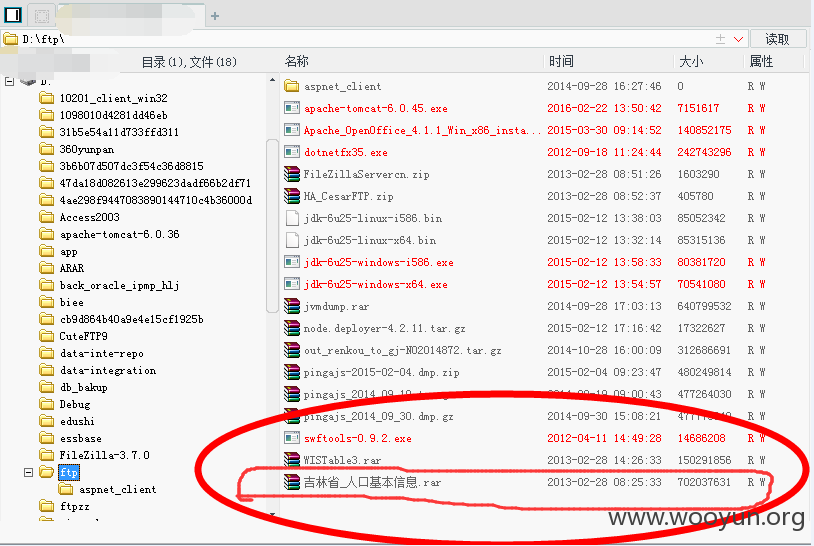 D:\ftp\ 读取
目录(1),文件(18) 名称 时间 大小 属性
D:
10201_client_win32
1098010d4281dd46eb
31b5e54a11d733ffd311
360yunpan
3b6b07d507dc3f54c36d8815
47da18d082613e299623dadf66b2df71
4ae298f9447083890144710c4b36000d
Access2003
apache-tomcat-6.0.36
app
ARAR
back_oracle_ipmp_hlj
biee
cb9d864b40a9e4e15cf1925b
CuteFTP9
data-inte-repo
data-integration
db_bakup
Debug
edushi
essbase
FileZilla-3.7.0
ftp
aspnet_client
ftpzz
aspnet_client 2014-09-28 16:27:46 0 R W
apache-tomcat-6.0.45.exe 2016-02-22 13:50:42 7151617 R W
Apache_OpenOffice_4.1.1_Win_x86_insta... 2015-03-30 09:14:52 140852175 R W
dotnetfx35.exe 2012-09-18 11:24:44 242743296 R W
FileZillaServercn.zip 2013-02-28 08:51:26 1603290 R W
HA_CesarFTP.zip 2013-02-28 08:52:37 405780 R W
jdk-6u25-linux-i586.bin 2015-02-12 13:38:03 85052342 R W
jdk-6u25-linux-x64.bin 2015-02-12 13:32:14 85315136 R W
jdk-6u25-windows-i586.exe 2015-02-12 13:58:33 80381720 R W
jdk-6u25-windows-x64.exe 2015-02-12 13:54:57 70541080 R W
jvmdump.rar 2014-09-28 17:03:13 640799532 R W
node.deployer-4.2.11.tar.gz 2015-02-12 17:16:42 17322627 R W
out_renkou_to_gj-NO2014872.tar.gz 2014-10-28 16:00:09 312686691 R W
pingajs-2015-02-04.dmp.zip 2015-02-04 09:23:47 480249814 R W
09:00:43 477264030 R W
pingajs_2014_09_30.dmp.gz 2014-09-30 15:08:21 R W
swftools-0.9.2.exe 2012-04-11 14:49:28 14686208 R W
WISTable3.rar 2013-02-28 14:26:33 150291856 R W
吉林省_人口基本信息.rar 2013-02-28 08:25:33 702037631 R W
www.wooyun.org